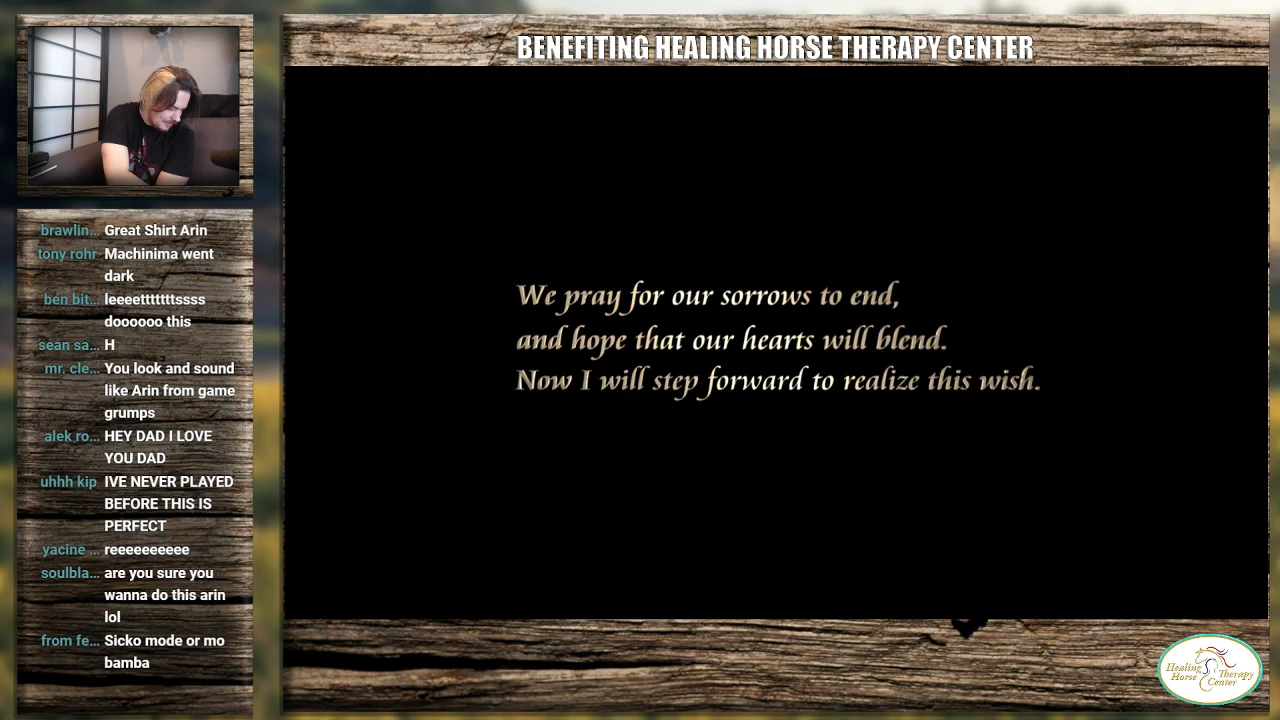 BENEFITING HEALING HORSE THERAPY CENTER
brawlin... Great Shirt Arin
tony rohr Machinima went
dark
ben bit... leeeetttttttssss
doooooo this
sean sa... H
mr. cle... You look and sound
like Arin from game
grumps
alek ro... HEY DAD I LOVE
YOU DAD
uhhh kip IVE NEVER PLAYED
BEFORE THIS IS
PERFECT
yacine ... reeeeeeeeee
soulbla... are you sure you
wanna do this arin
lol
from fe... Sicko mode or mo
bamba
We pray for our sorrows to end,
and hope that our hearts will blend.
Now I will step forward to realize this wish.
Healing
Horse Therapy
Center